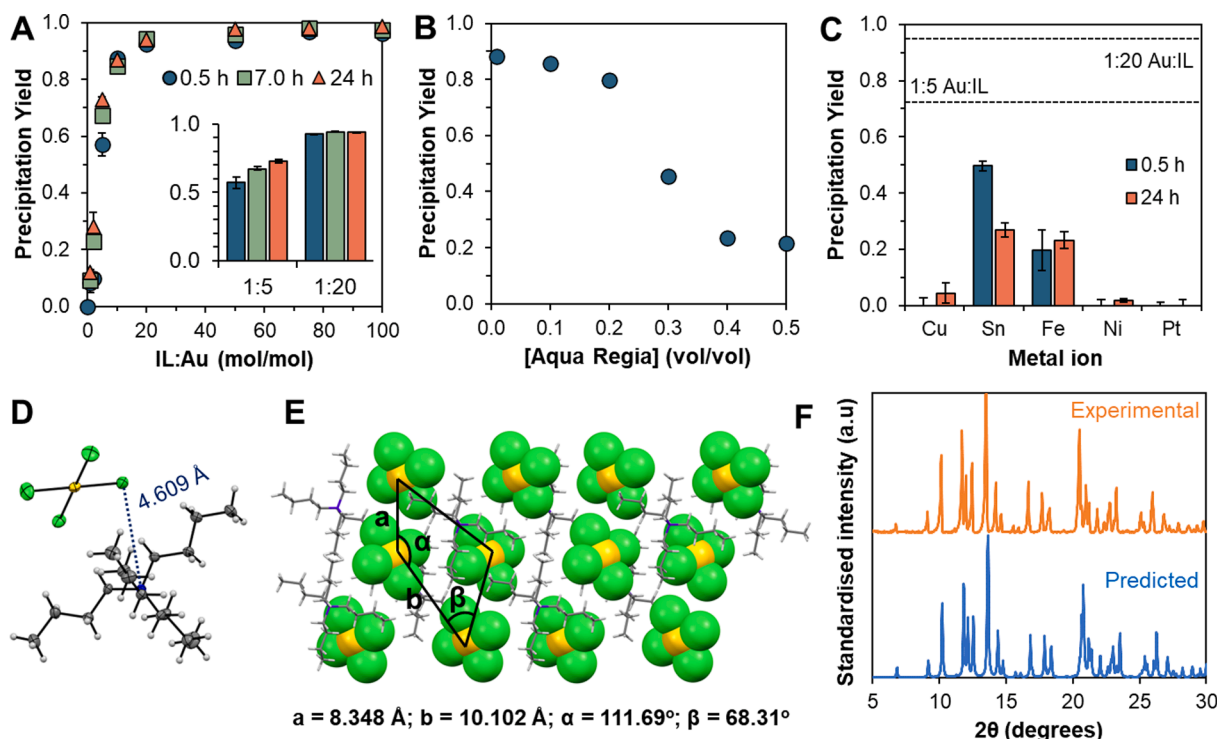 A
Precipitation Yield
1.0
0.8
0.6
0.4
0.2
0.0
0.5 h 7.0 h 24 h
1.0
0.5
0.0
1:5 1:20
0 20 40 60 80 100
IL:Au (mol/mol)
B
Precipitation Yield
1.0
0.8
0.6
0.4
0.2
0.0
0.0 0.1 0.2 0.3 0.4 0.5
[Aqua Regia] (vol/vol)
C
Precipitation Yield
1.0
0.8
0.6
0.4
0.2
0.0
1:20 Au:IL
1:5 Au:IL
0.5 h
24 h
Cu Sn Fe Ni Pt
Metal ion
D
4.609 Å
E
a
α
b
β
a = 8.348 Å; b = 10.102 Å; α = 111.69º; β = 68.31º
F
Standardised intensity (a.u)
Experimental
Predicted
5 10 15 20 25 30
2θ (degrees)